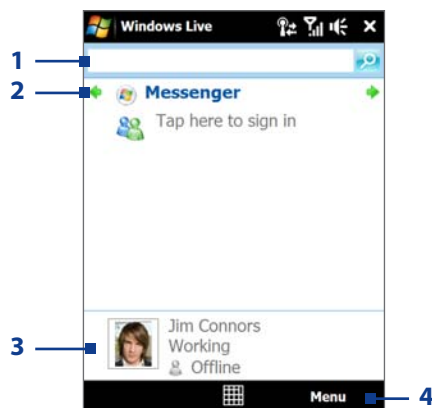 Windows Live
1
2
Messenger
Tap here to sign in
3
Jim Connors
Working
Offline
Menu
4